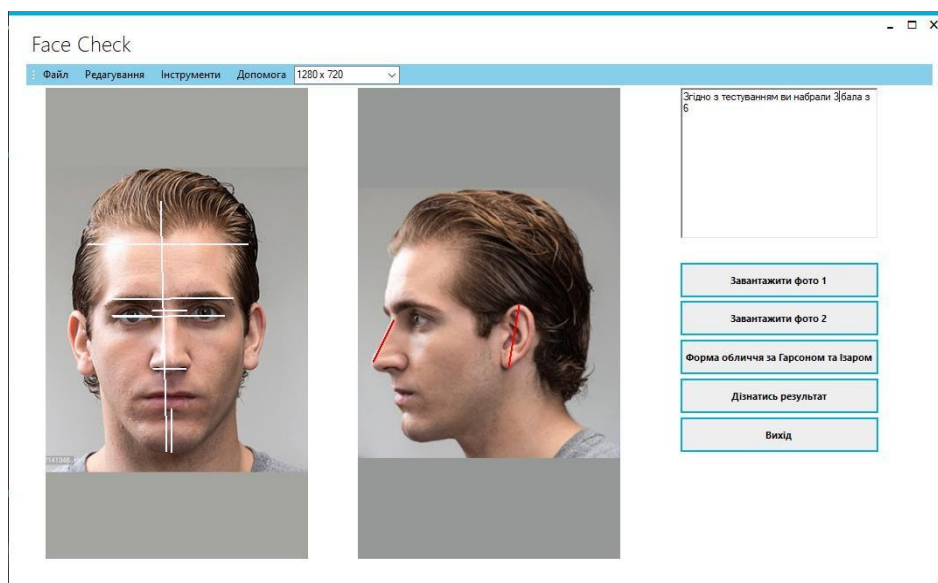 Face Check
Файл Редагування Інструменти Допомога 1280 x 720
Згідно з тестуванням ви набрали 3 бала з
6
Завантажити фото 1
Завантажити фото 2
Форма обличчя за Гарсоном та Ізаром
Дізнатись результат
Вихід